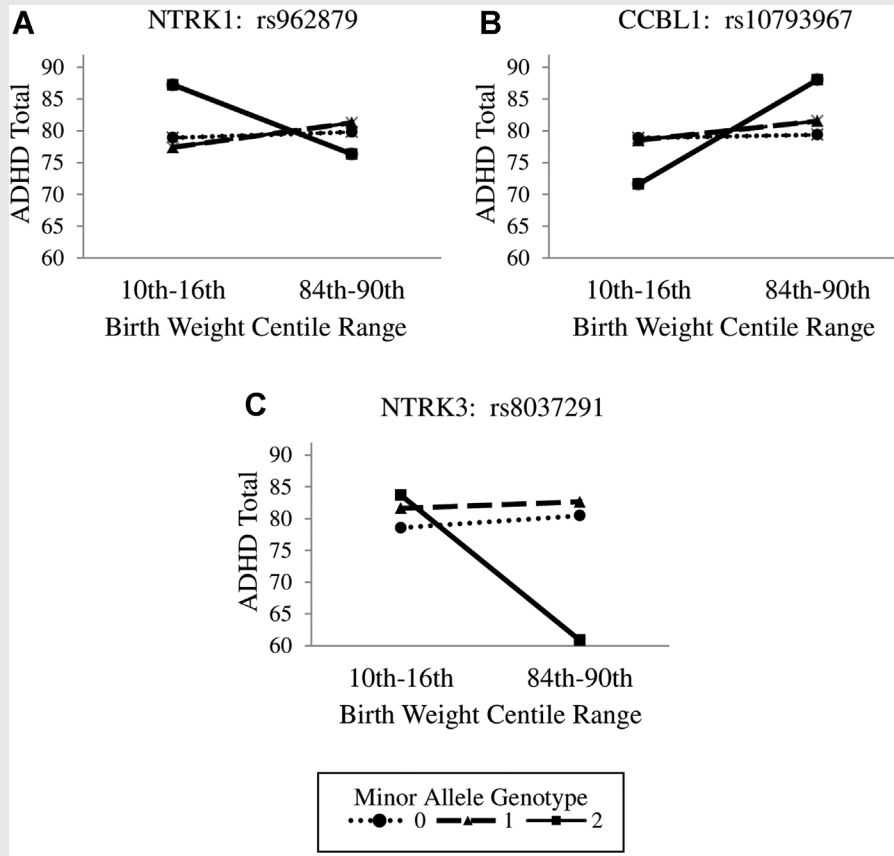 A
NTRK1: rs962879
ADHD Total
90
85
80
75
70
65
60
10th-16th 84th-90th
Birth Weight Centile Range
B
CCBL1: rs10793967
ADHD Total
90
85
80
75
70
65
60
10th-16th 84th-90th
Birth Weight Centile Range
C
NTRK3: rs8037291
ADHD Total
90
85
80
75
70
65
60
10th-16th 84th-90th
Birth Weight Centile Range
Minor Allele Genotype
0 1 2